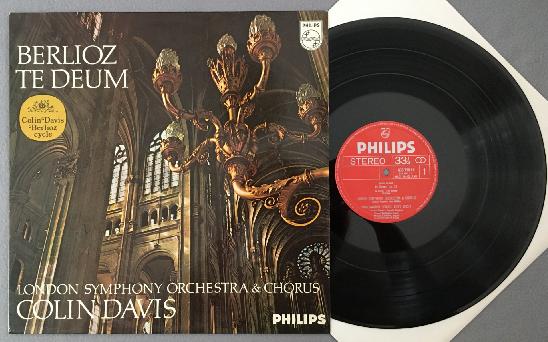 PHILIPS
BERLIOZ
TE DEUM
Colin Davis
Berlioz
cycle
LONDON SYMPHONY ORCHESTRA & CHORUS
COLIN DAVIS
PHILIPS
PHILIPS
STEREO 33⅓
1